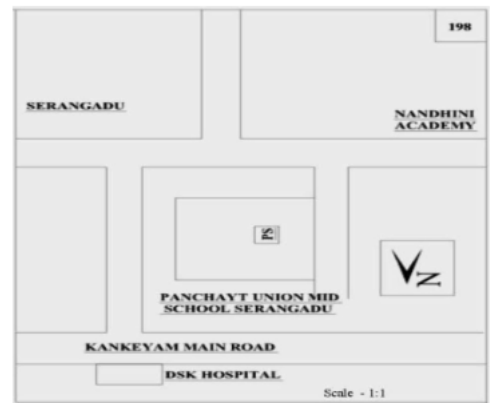 198
SERANGADU
NANDHINI
ACADEMY
PS
PANCHAYT UNION MID
SCHOOL SERANGADU
N
KANKEYAM MAIN ROAD
DSK HOSPITAL
Scale - 1:1